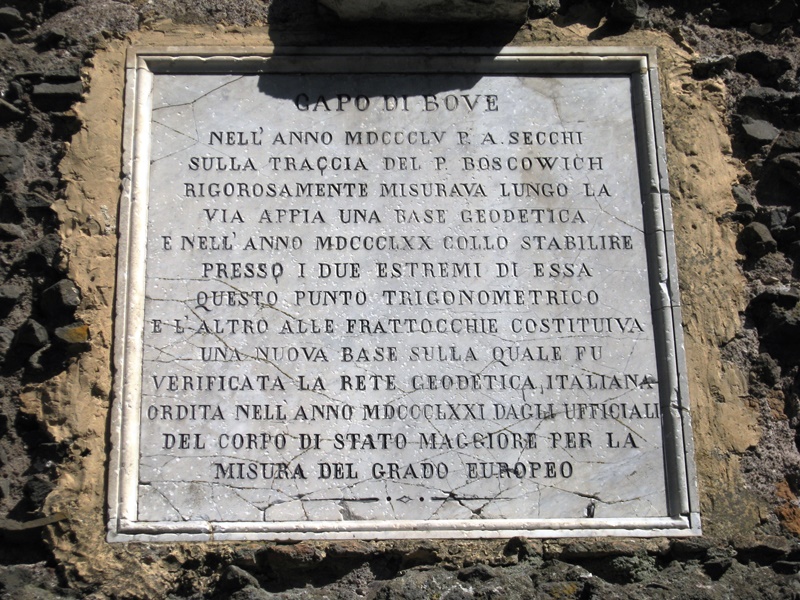 CAPO DI BOVE
NELL' ANNO MDCCCLV P. A. SECCHI
SULLA TRACCIA DEL P. BOSCOWICH
RIGOROSAMENTE MISURAVA LUNGO LA
VIA APPIA UNA BASE GEODETICA
E NELL' ANNO MDCCCLXX COLLO STABILIRE
PRESSO I DUE ESTREMI DI ESSA
QUESTO PUNTO TRIGONOMETRICO
E L'ALTRO ALLE FRATTOCCHIE COSTITUIVA
UNA NUOVA BASE SULLA QUALE FU
VERIFICATA LA RETE GEODETICA ITALIANA
ORDITA NELL'ANNO MDCCCLXXI DAGLI UFFICIALI
DEL CORPO DI STATO MAGGIORE PER LA
MISURA DEL GRADO EUROPEO